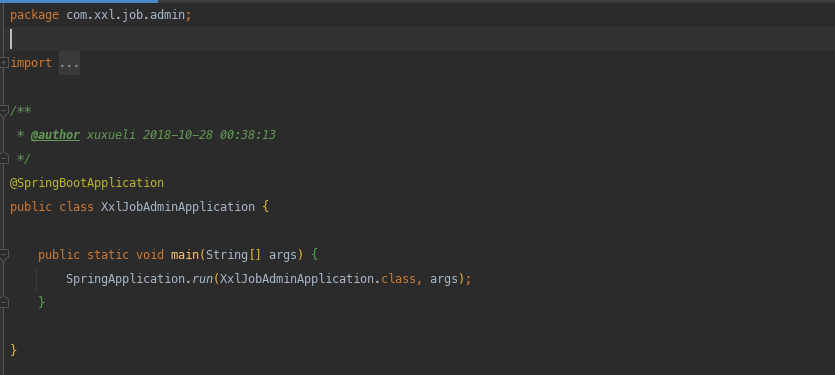 package com.xxl.job.admin;
import ...
/**
* @author xuxueli 2018-10-28 00:38:13
*/
@SpringBootApplication
public class XxlJobAdminApplication {
public static void main(String[] args) {
SpringApplication.run(XxlJobAdminApplication.class, args);
}
}